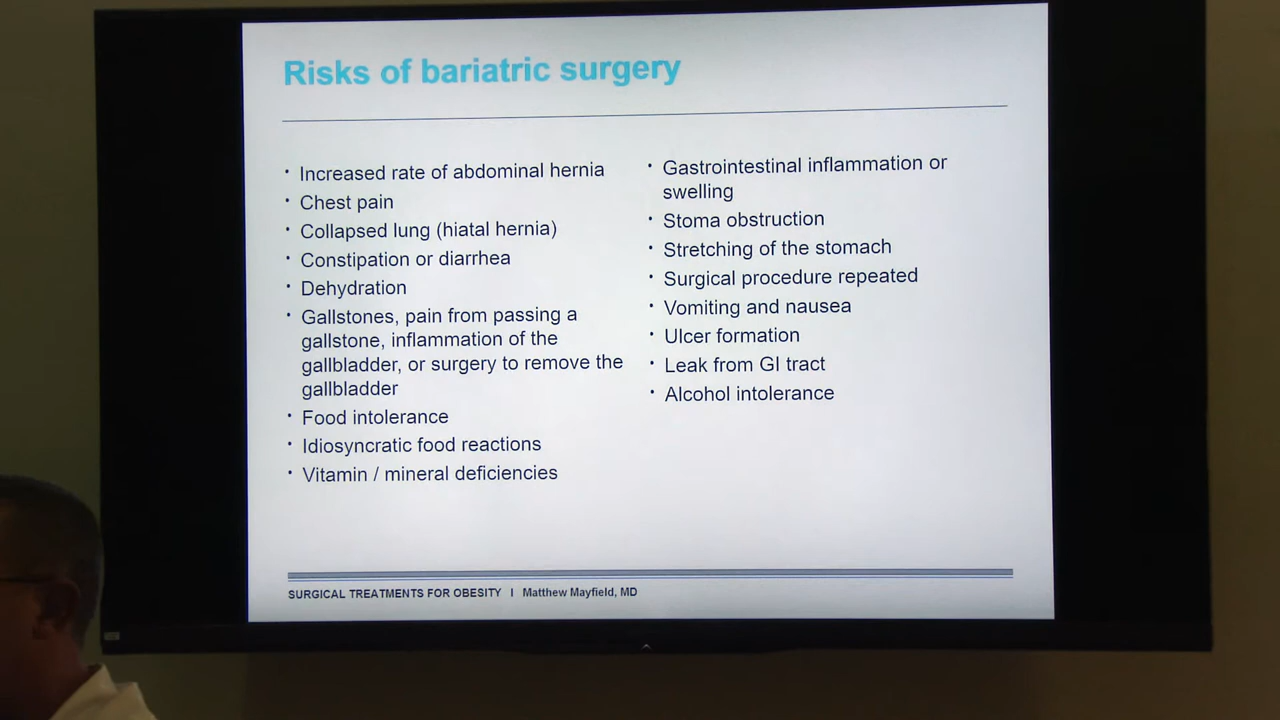 Risks of bariatric surgery
· Increased rate of abdominal hernia
· Chest pain
· Collapsed lung (hiatal hernia)
· Constipation or diarrhea
· Dehydration
· Gallstones, pain from passing a
gallstone, inflammation of the
gallbladder, or surgery to remove the
gallbladder
· Food intolerance
· Idiosyncratic food reactions
· Vitamin / mineral deficiencies
· Gastrointestinal inflammation or
swelling
· Stoma obstruction
· Stretching of the stomach
· Surgical procedure repeated
· Vomiting and nausea
· Ulcer formation
· Leak from GI tract
· Alcohol intolerance
SURGICAL TREATMENTS FOR OBESITY I Matthew Mayfield, MD